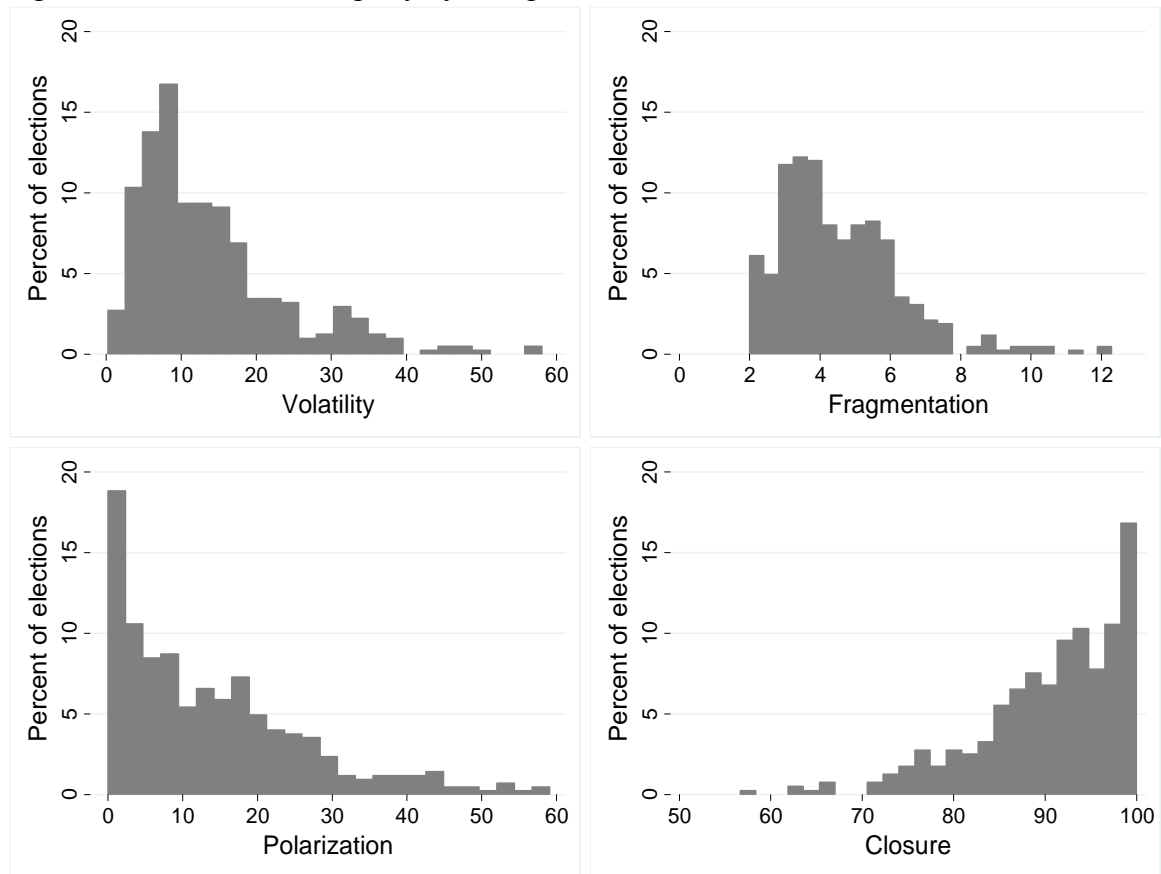 Percent of elections
0 5 10 15 20
0 10 20 30 40 50 60
Volatility
Percent of elections
0 5 10 15 20
0 2 4 6 8 10 12
Fragmentation
Percent of elections
0 5 10 15 20
0 10 20 30 40 50 60
Polarization
Percent of elections
0 5 10 15 20
50 60 70 80 90 100
Closure